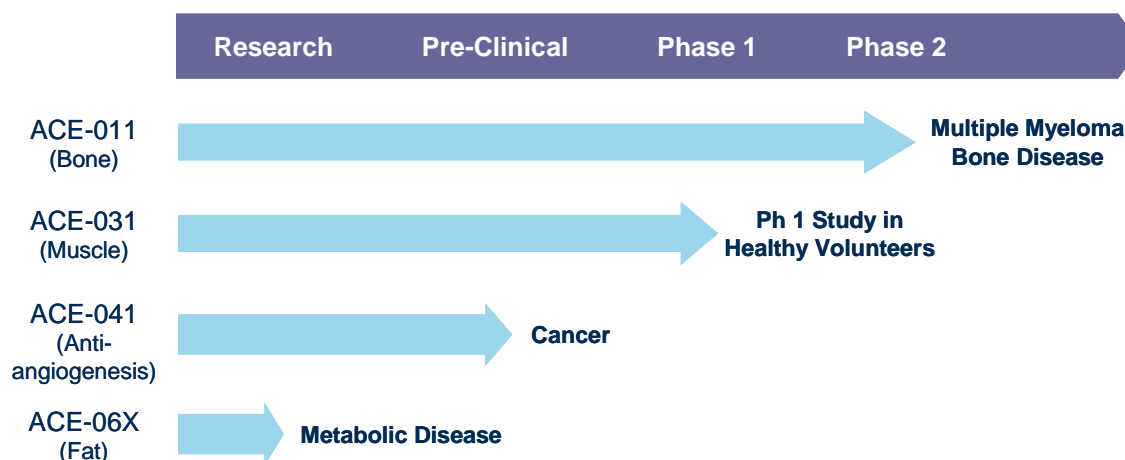 Research Pre-Clinical Phase 1 Phase 2
ACE-011
(Bone)
Multiple Myeloma
Bone Disease
ACE-031
(Muscle)
Ph 1 Study in
Healthy Volunteers
ACE-041
(Anti-
angiogenesis)
Cancer
ACE-06X
(Fat)
Metabolic Disease